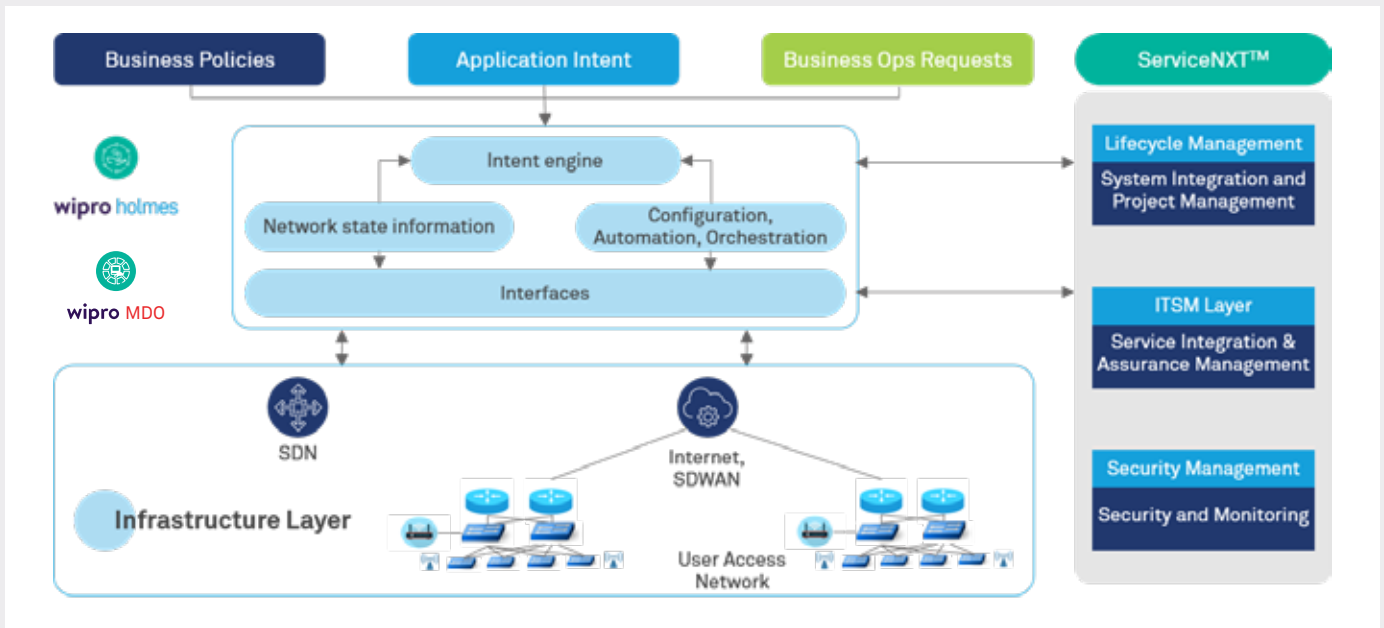 Business Policies
Application Intent
Business Ops Requests
ServiceNXT™
wipro holmes
wipro MDO
Intent engine
Network state information
Configuration,
Automation, Orchestration
Interfaces
Lifecycle Management
System Integration and
Project Management
ITSM Layer
Service Integration &
Assurance Management
Security Management
Security and Monitoring
SDN
Internet,
SDWAN
Infrastructure Layer
User Access
Network